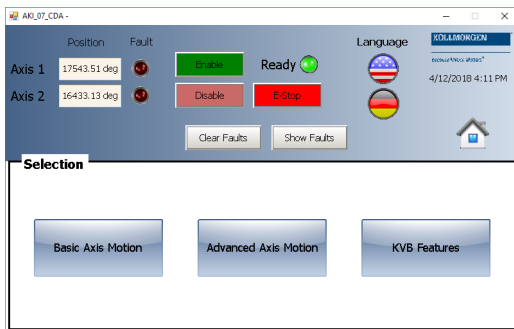 AKI_07_CDA -
Position Fault Language KOLLMORGEN
Axis 1 17543.51 deg Enable Ready
4/12/2018 4:11 PM
Axis 2 16433.13 deg Disable E-Stop
Clear Faults Show Faults
Selection
Basic Axis Motion Advanced Axis Motion KVB Features